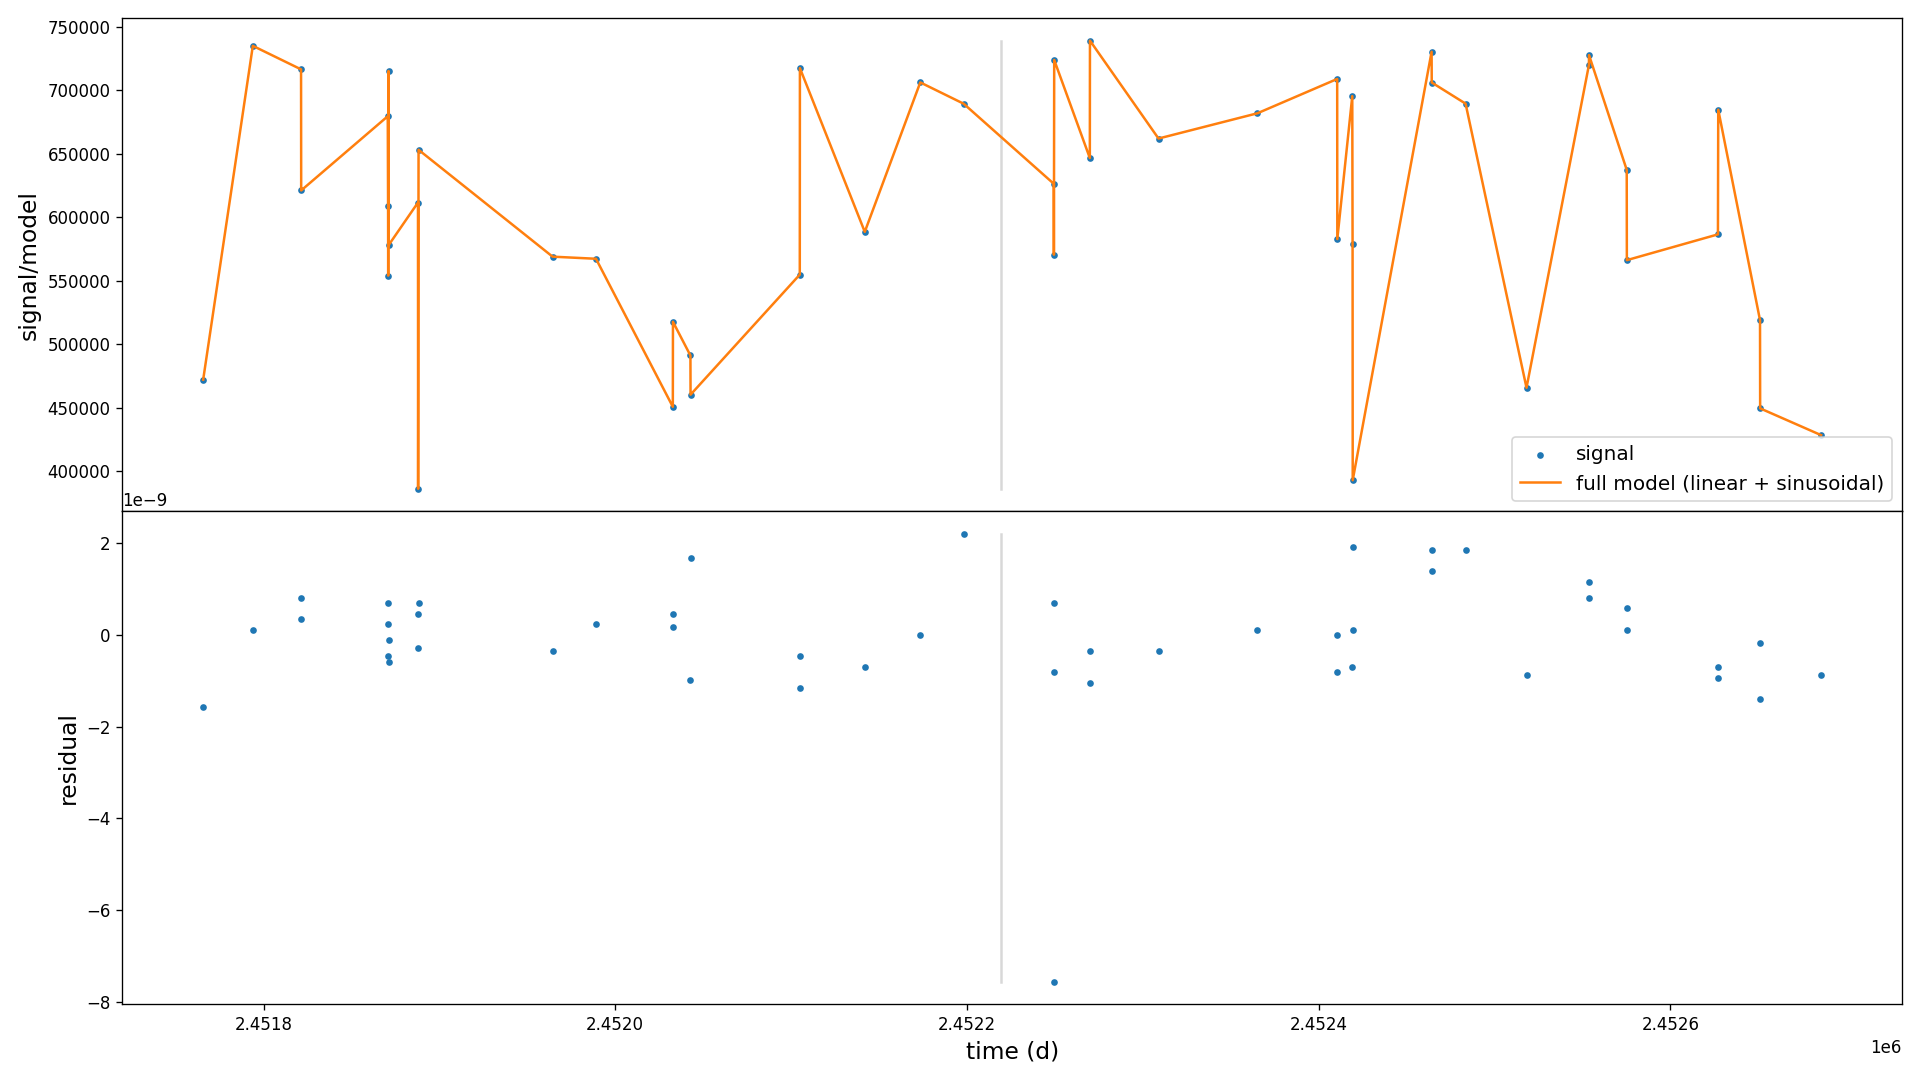 750000
700000
650000
600000
550000
500000
450000
400000
signal/model
signal
full model (linear + sinusoidal)
1e−9
2
0
−2
−4
−6
−8
residual
2.4518
2.4520
2.4522
2.4524
2.4526
time (d)
1e6